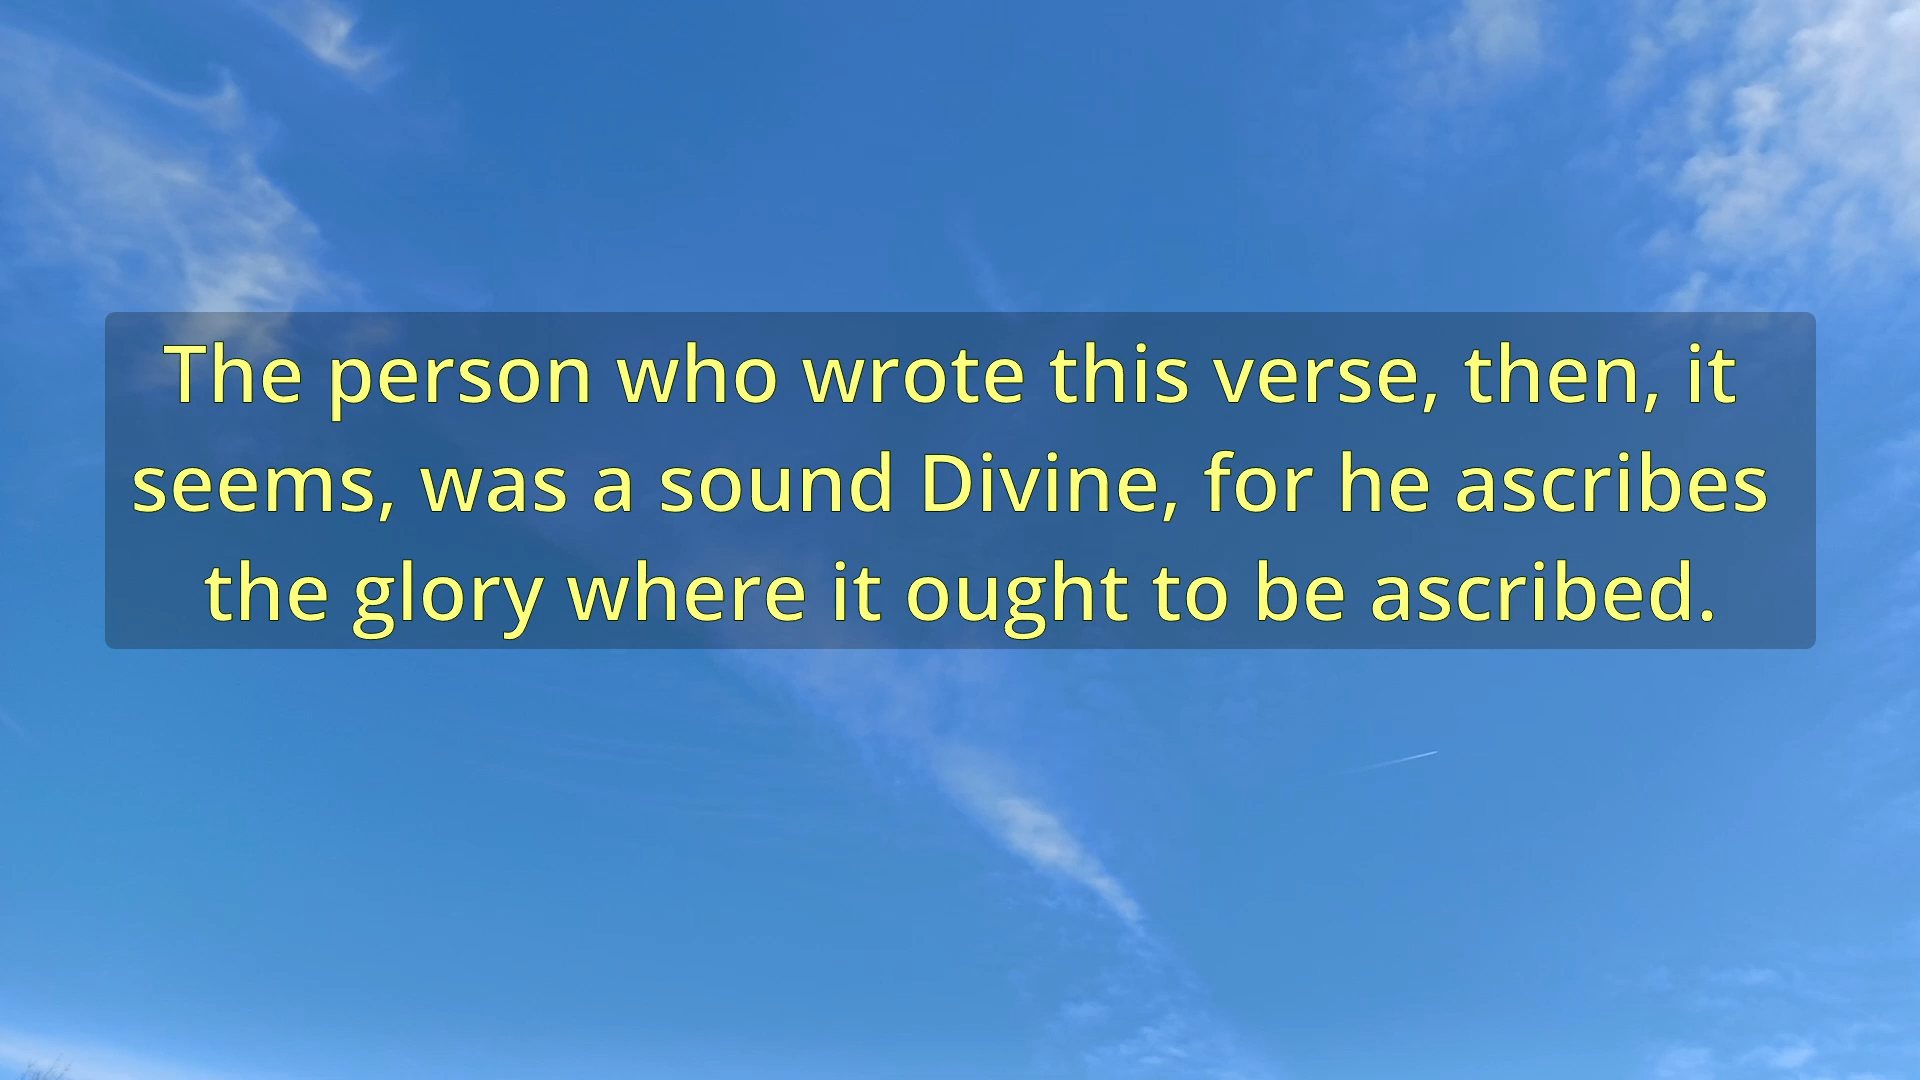 The person who wrote this verse, then, it
seems, was a sound Divine, for he ascribes
the glory where it ought to be ascribed.